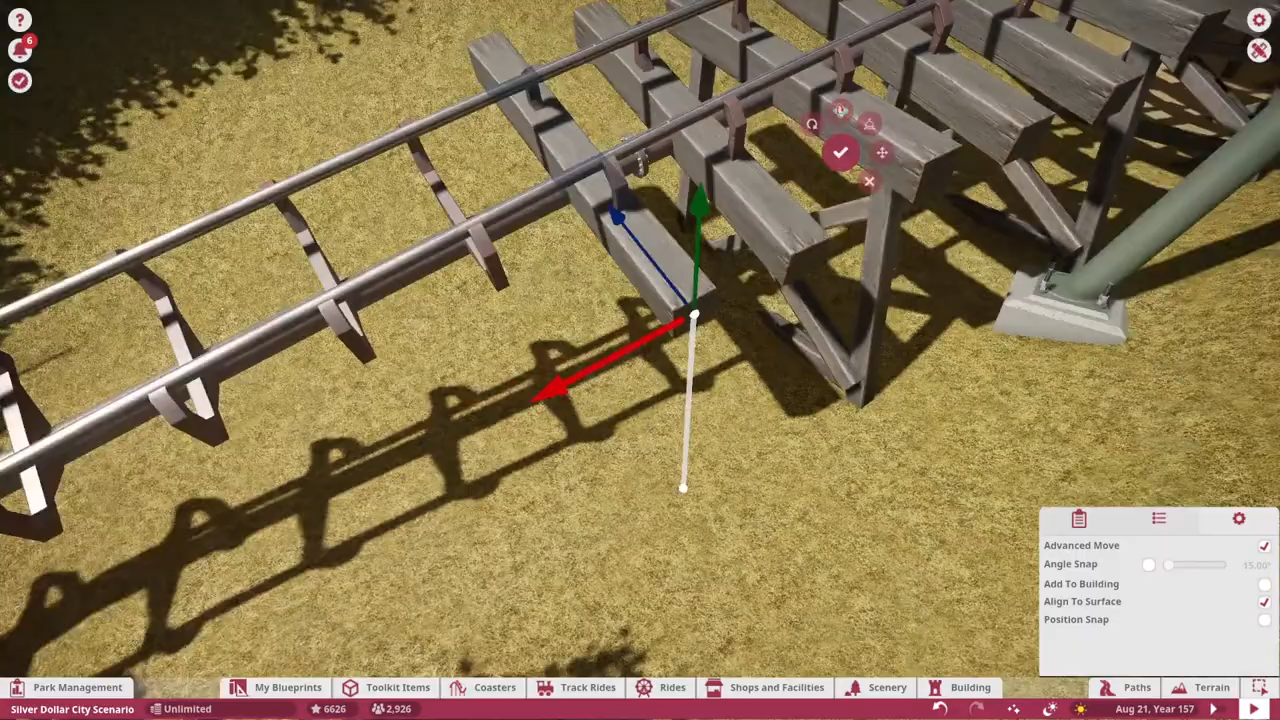 ?
6
Advanced Move
Angle Snap 15.00°
Add To Building
Align To Surface
Position Snap
Park Management My Blueprints Toolkit Items Coasters Track Rides Rides Shops and Facilities Scenery Building Paths Terrain
Silver Dollar City Scenario Unlimited 6626 2,926 Aug 21, Year 157